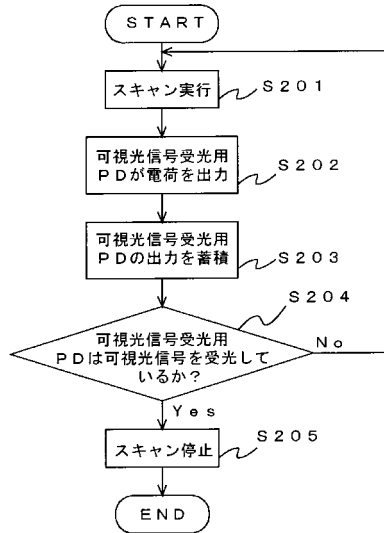 ＳＴＡＲＴ
スキャン実行
Ｓ２０１
可視光信号受光用
ＰＤが電荷を出力
Ｓ２０２
可視光信号受光用
ＰＤの出力を蓄積
Ｓ２０３
Ｓ２０４
可視光信号受光用
ＰＤは可視光信号を受光して
いるか？
Ｎｏ
Ｙｅｓ
スキャン停止
Ｓ２０５
ＥＮＤ